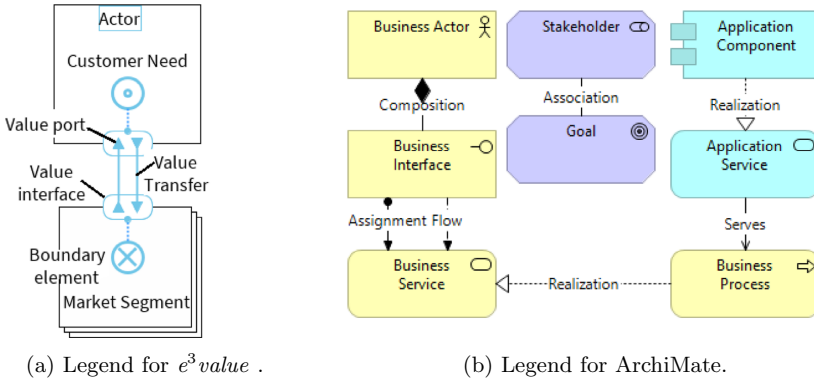 Actor
Customer Need
Value port
Value
interface
Value
Transfer
Boundary
element
Market Segment
(a) Legend for e³value .
Business Actor
Stakeholder
Application
Component
Composition
Association
Realization
Business
Interface
Goal
Application
Service
Assignment Flow
Serves
Business
Service
Realization
Business
Process
(b) Legend for ArchiMate.